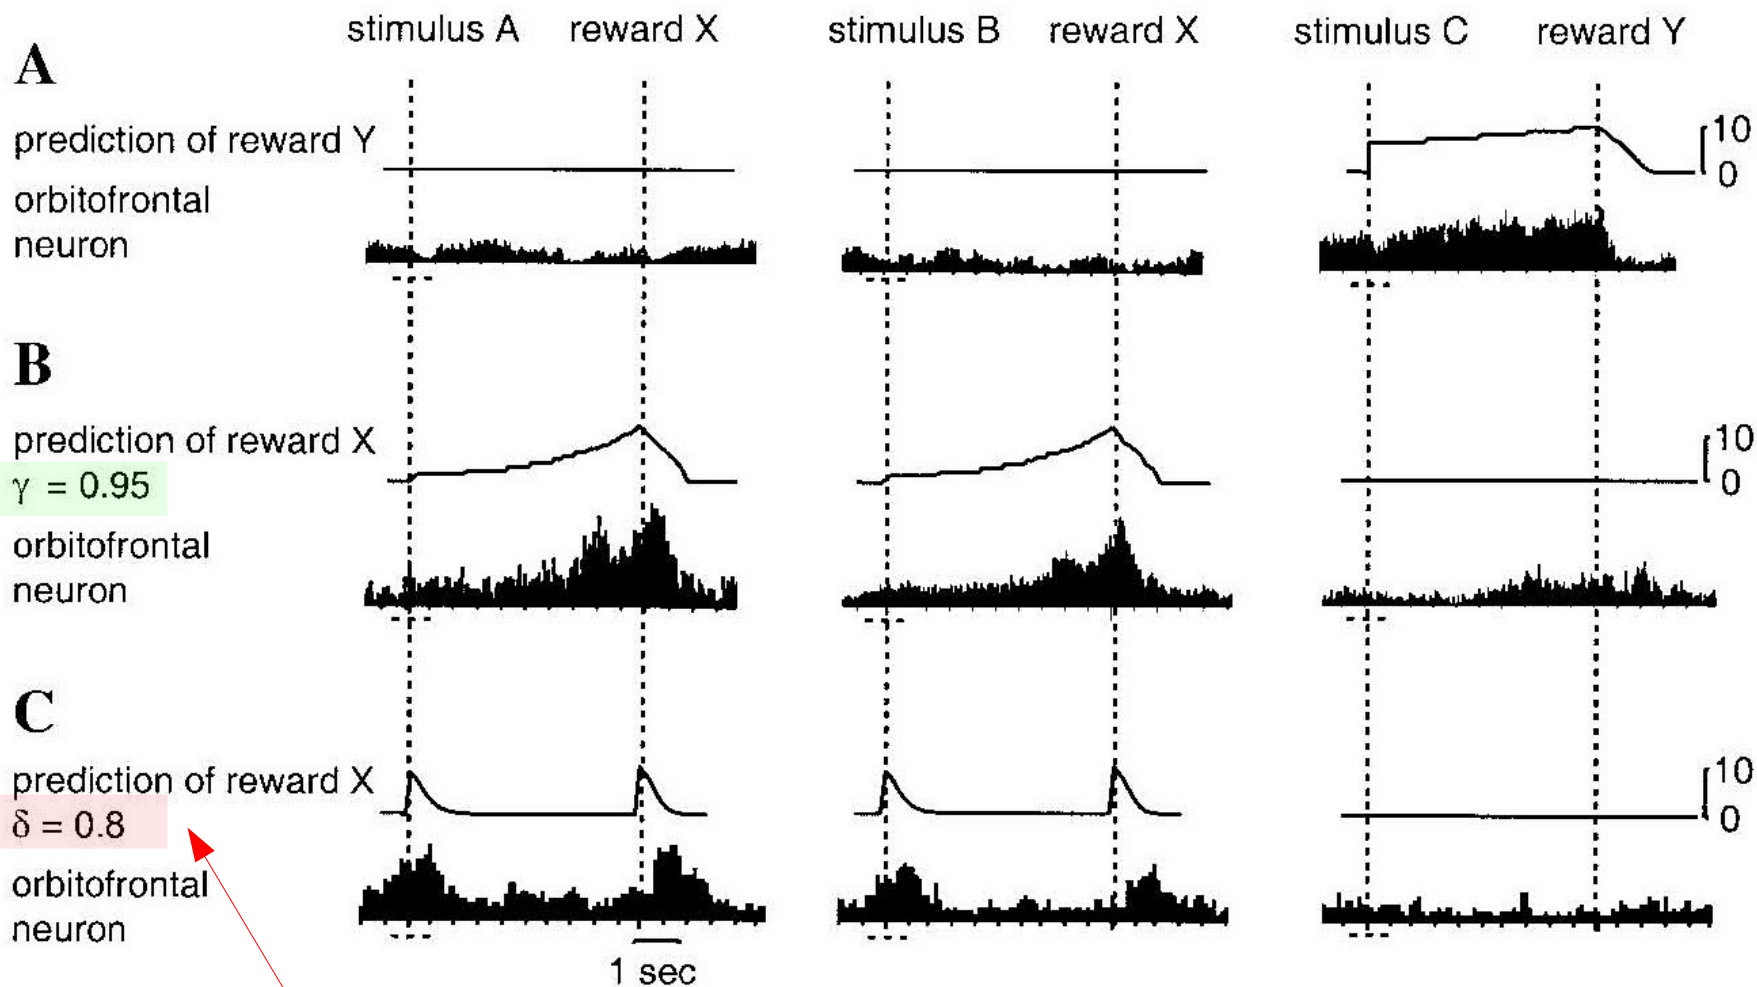 stimulus A reward X stimulus B reward X stimulus C reward Y
A
prediction of reward Y
10
0
orbitofrontal
neuron
B
prediction of reward X
10
0
γ = 0.95
orbitofrontal
neuron
C
prediction of reward X
10
0
δ = 0.8
orbitofrontal
neuron
1 sec